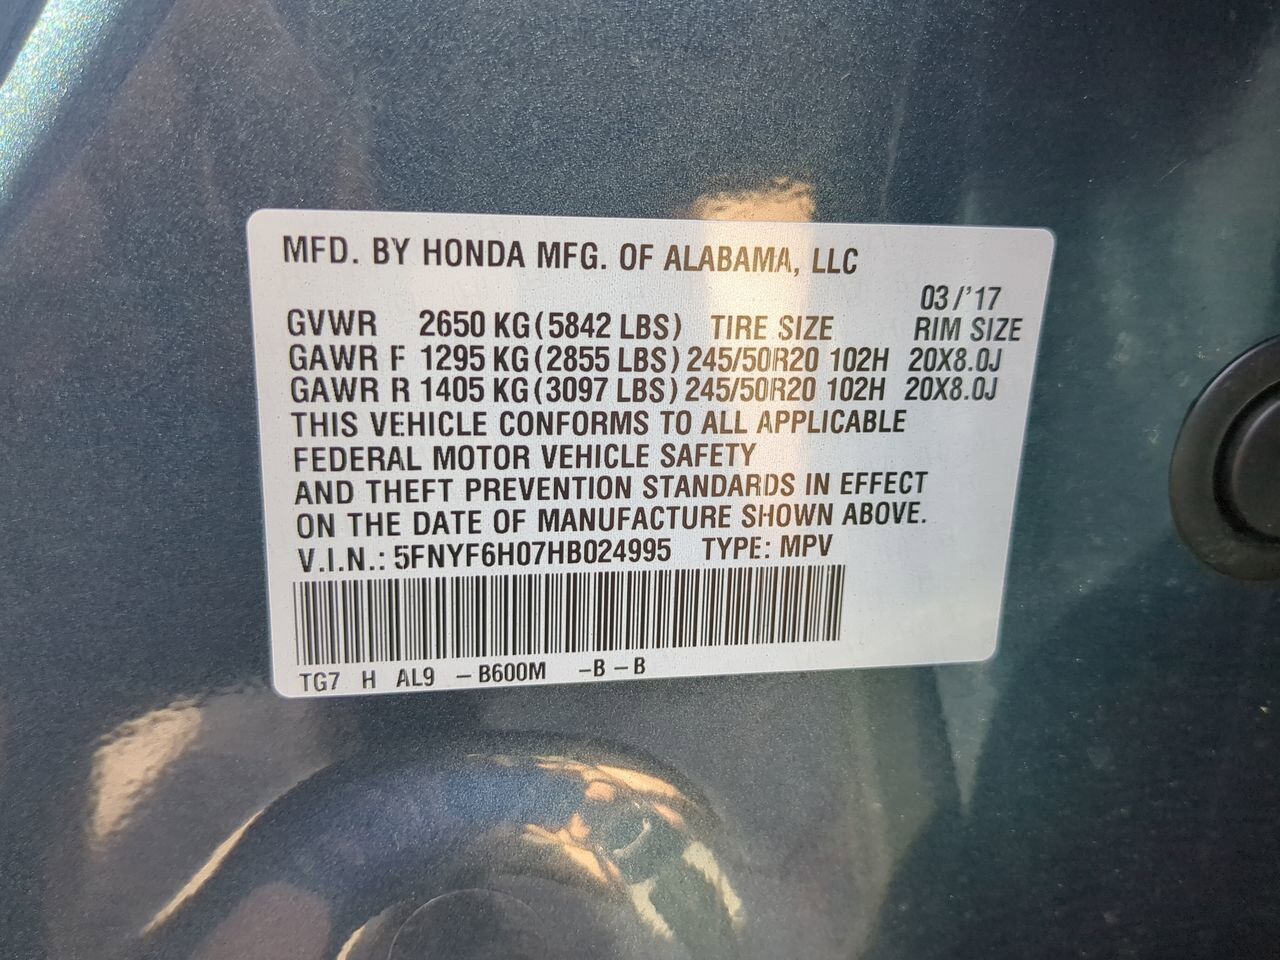 MFD. BY HONDA MFG. OF ALABAMA, LLC
03/'17
GVWR 2650 KG(5842 LBS) TIRE SIZE RIM SIZE
GAWR F 1295 KG(2855 LBS) 245/50R20 102H 20X8.0J
GAWR R 1405 KG(3097 LBS) 245/50R20 102H 20X8.0J
THIS VEHICLE CONFORMS TO ALL APPLICABLE
FEDERAL MOTOR VEHICLE SAFETY
AND THEFT PREVENTION STANDARDS IN EFFECT
ON THE DATE OF MANUFACTURE SHOWN ABOVE.
V.I.N.: 5FNYF6H07HB024995 TYPE: MPV
TG7 H AL9 –B600M –B–B